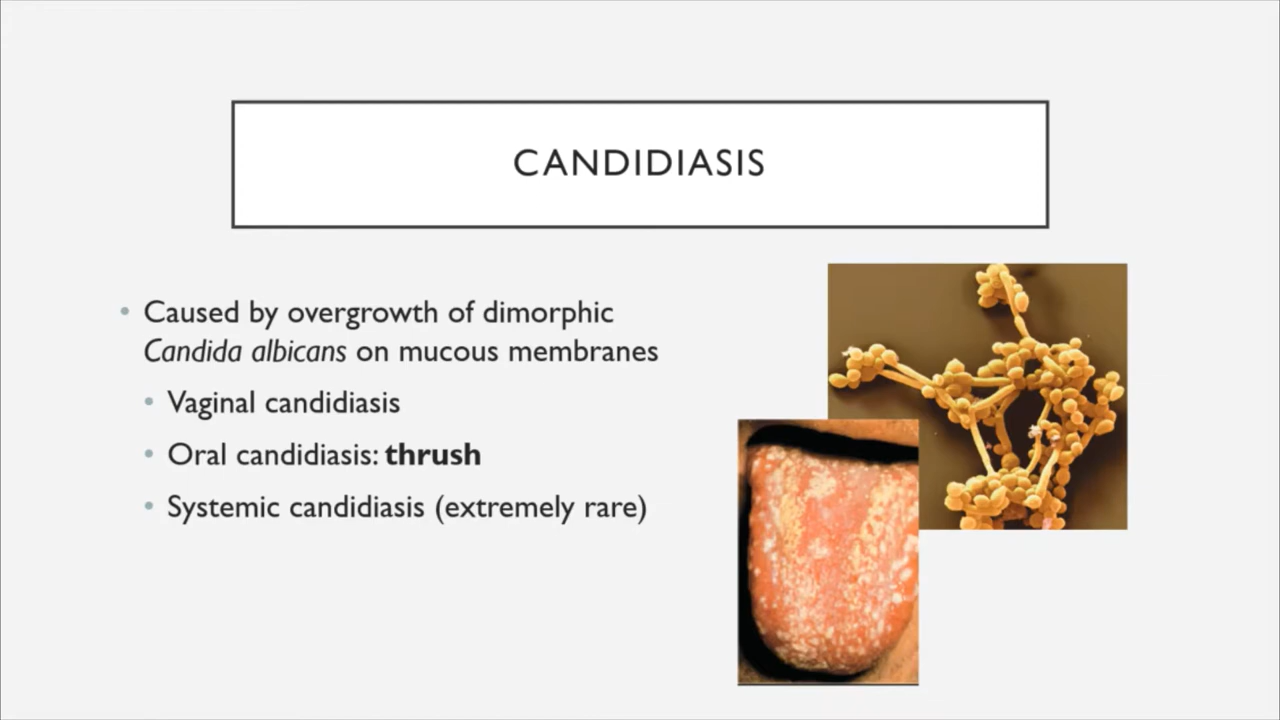 CANDIDIASIS
Caused by overgrowth of dimorphic
Candida albicans on mucous membranes
Vaginal candidiasis
Oral candidiasis: thrush
Systemic candidiasis (extremely rare)